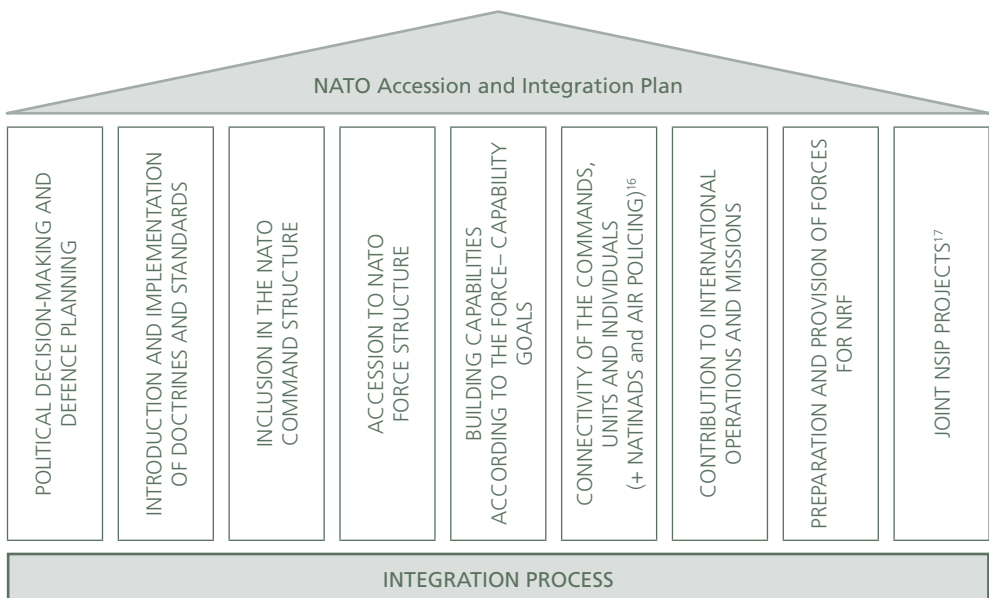 NATO Accession and Integration Plan
POLITICAL DECISION-MAKING AND
DEFENCE PLANNING
INTRODUCTION AND IMPLEMENTATION
OF DOCTRINES AND STANDARDS
INCLUSION IN THE NATO
COMMAND STRUCTURE
ACCESSION TO NATO
FORCE STRUCTURE
BUILDING CAPABILITIES
ACCORDING TO THE FORCE– CAPABILITY
GOALS
CONNECTIVITY OF THE COMMANDS,
UNITS AND INDIVIDUALS
(+ NATINADS and AIR POLICING)16
CONTRIBUTION TO INTERNATIONAL
OPERATIONS AND MISSIONS
PREPARATION AND PROVISION OF FORCES
FOR NRF
JOINT NSIP PROJECTS17
INTEGRATION PROCESS